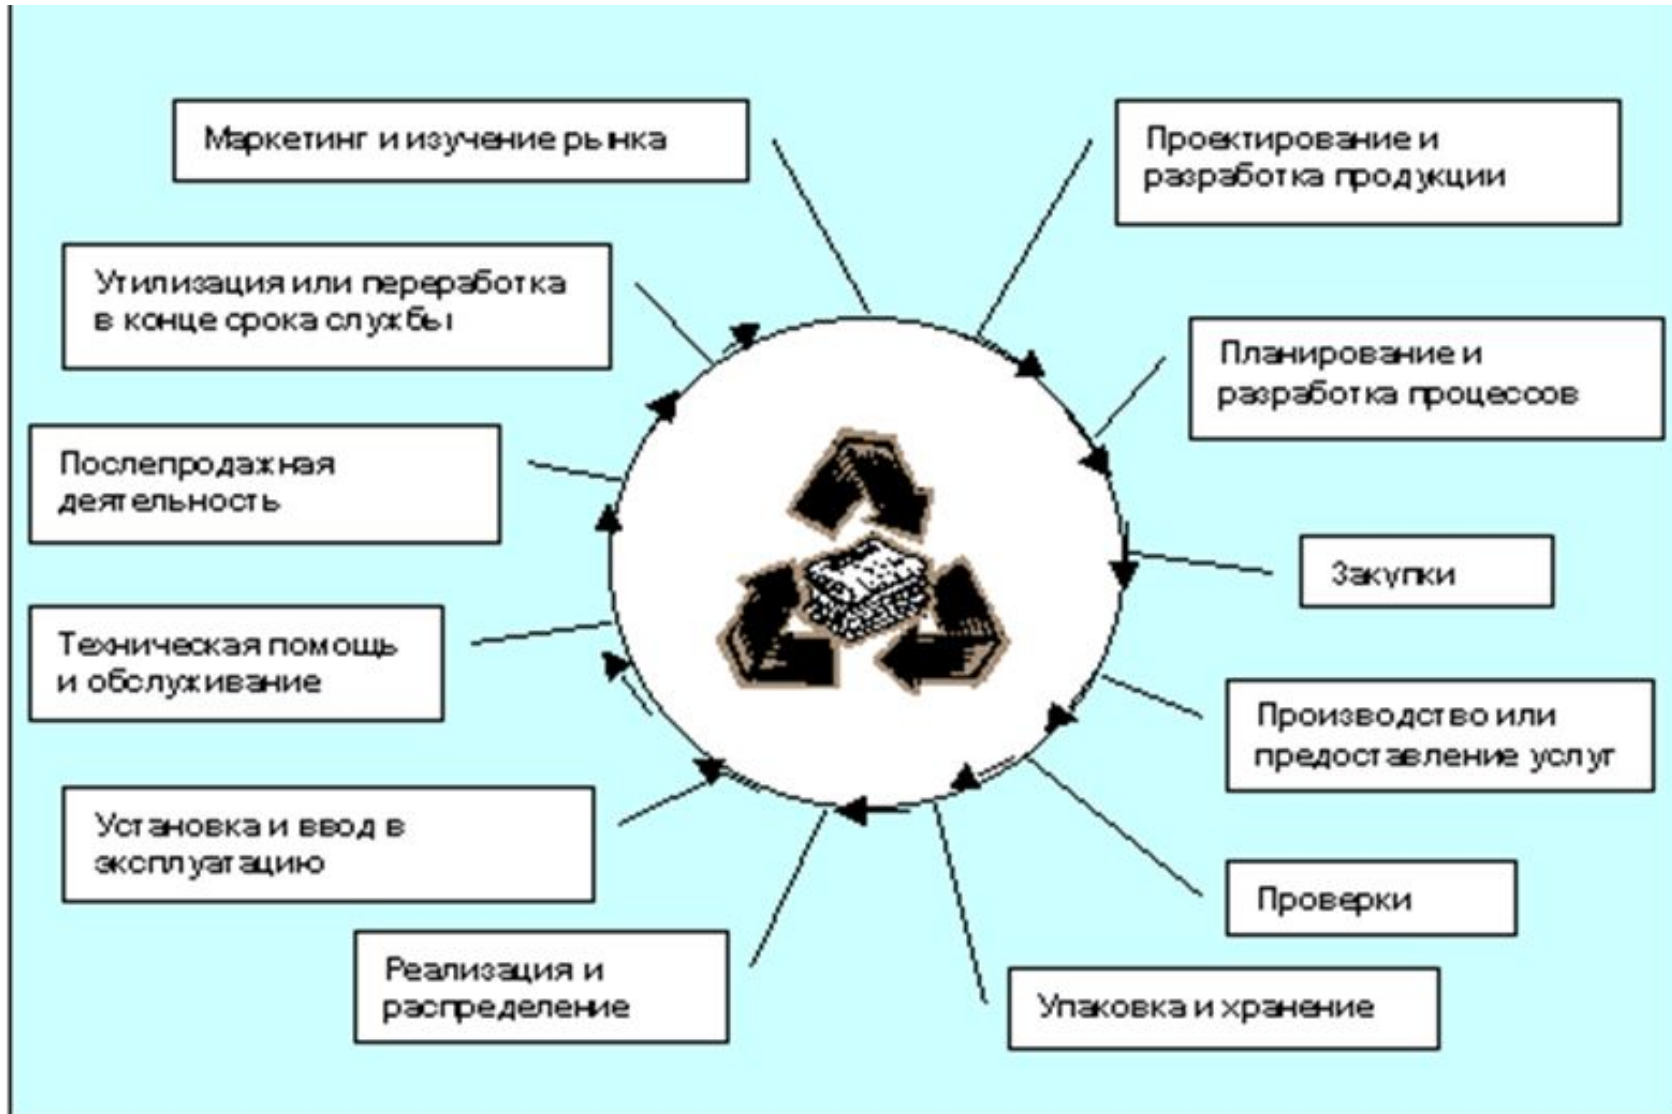 Маркетинг и изучение рынка
Проектирование и
разработка продукции
Утилизация или переработка
в конце срока службы
Планирование и
разработка процессов
Послепродажная
деятельность
Закупки
Техническая помощь
и обслуживание
Производство или
предоставление услуг
Установка и ввод в
эксплуатацию
Проверки
Реализация и
распределение
Упаковка и хранение